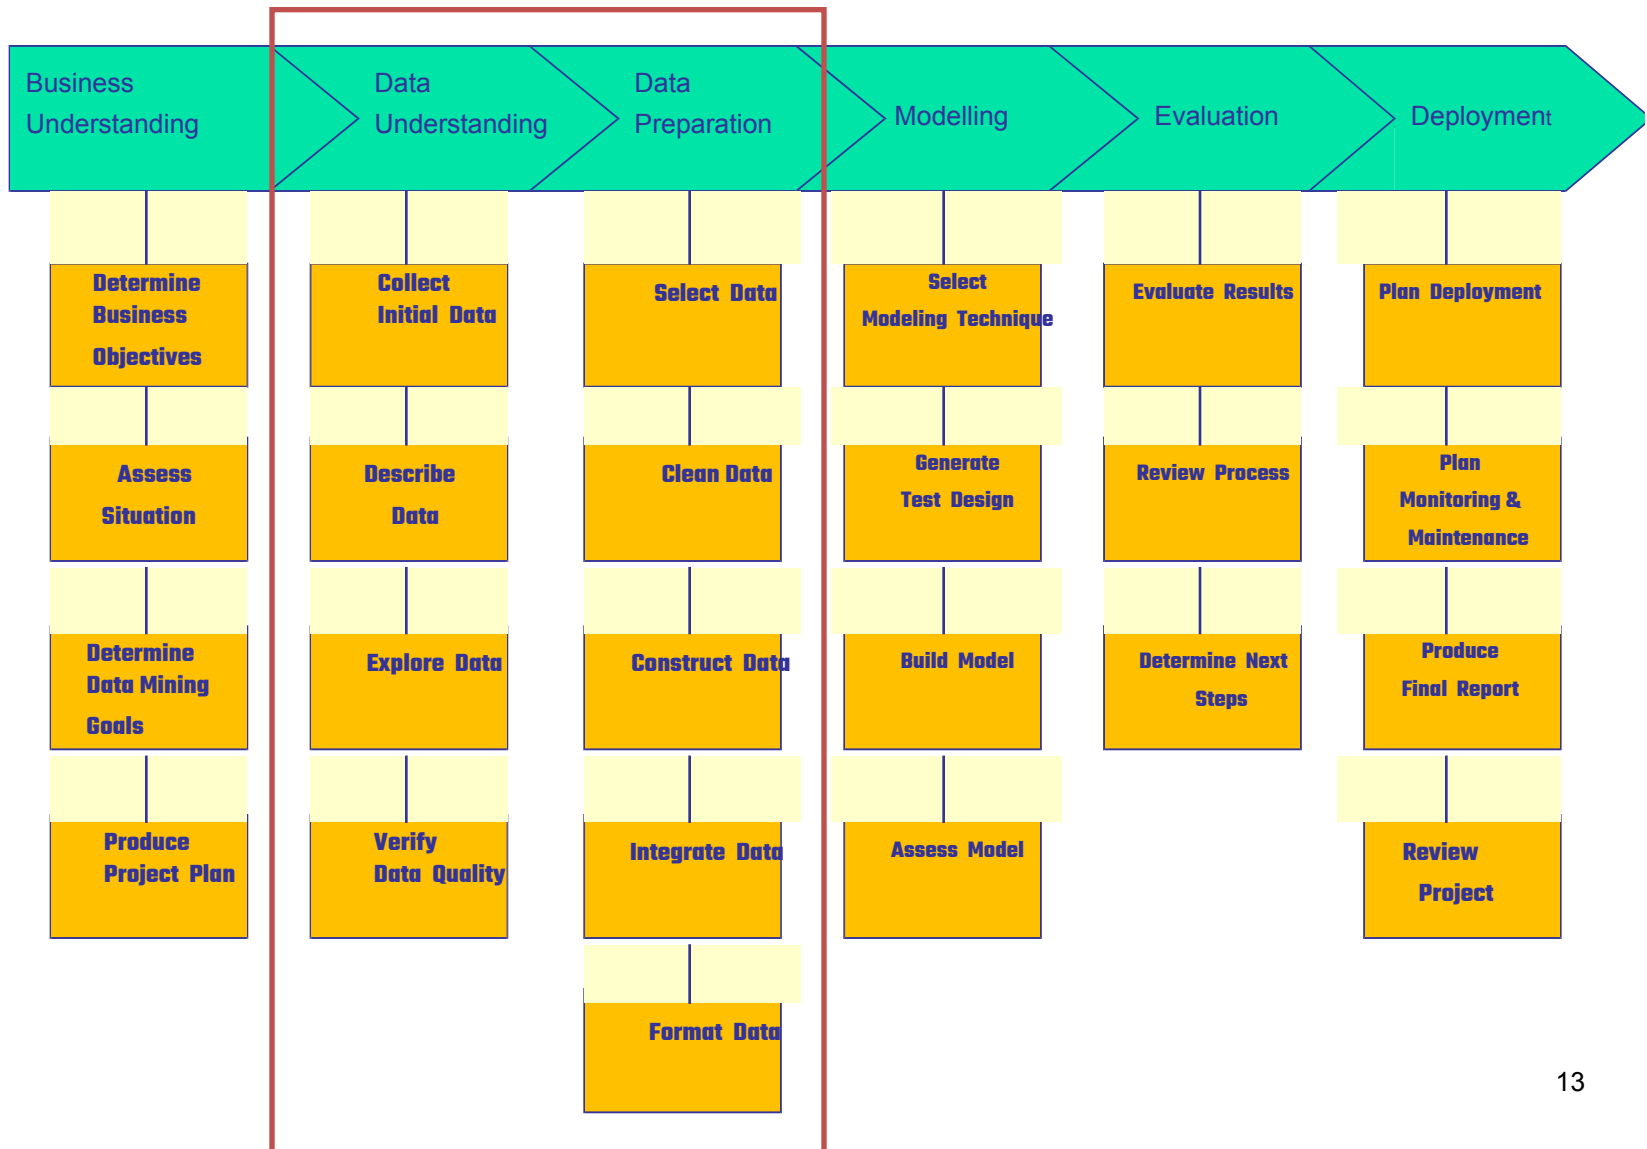 Business
Understanding
Data
Understanding
Data
Preparation
Modelling
Evaluation
Deployment
Determine
Business
Objectives
Assess
Situation
Determine
Data Mining
Goals
Produce
Project Plan
Collect
Initial Data
Describe
Data
Explore Data
Verify
Data Quality
Select Data
Clean Data
Construct Data
Integrate Data
Format Data
Select
Modeling Technique
Generate
Test Design
Build Model
Assess Model
Evaluate Results
Review Process
Determine Next
Steps
Plan Deployment
Plan
Monitoring &
Maintenance
Produce
Final Report
Review
Project
13